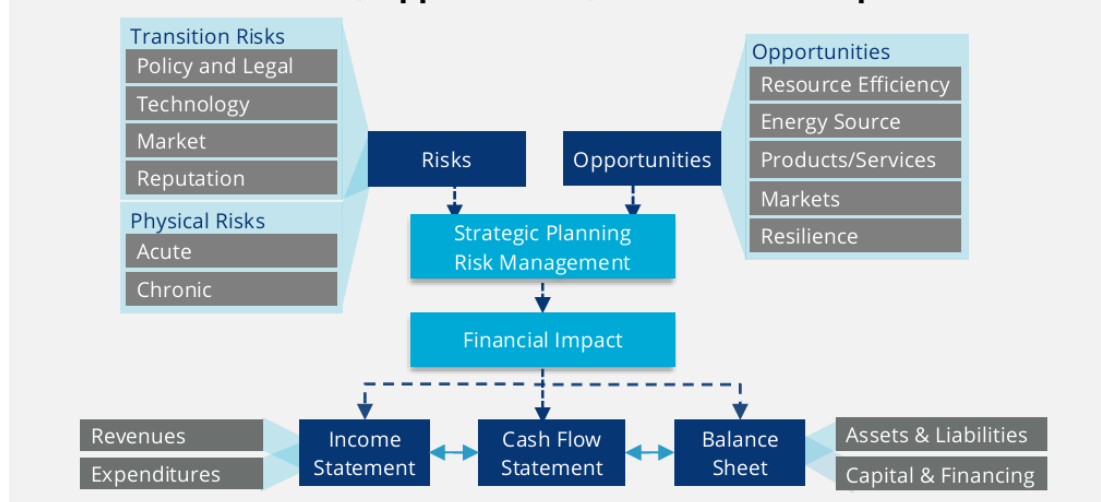 Transition Risks
Policy and Legal
Technology
Market
Reputation
Physical Risks
Acute
Chronic
Risks
Opportunities
Opportunities
Resource Efficiency
Energy Source
Products/Services
Markets
Resilience
Strategic Planning
Risk Management
Financial Impact
Revenues
Expenditures
Income
Statement
Cash Flow
Statement
Balance
Sheet
Assets & Liabilities
Capital & Financing